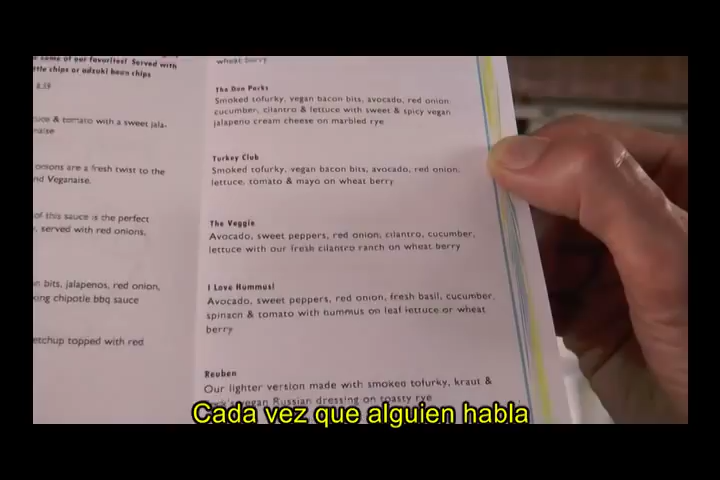 some of our favorites! Served with
ttle chips or adzuki bean chips
8.59
uce & tomato with a sweet jala-
naise
onions are a fresh twist to the
nd Veganaise.
of this sauce is the perfect
, served with red onions,
n bits, jalapenos, red onion,
king chipotle bbq sauce
etchup topped with red
wheat berry
The Don Parks
Smoked tofurky, vegan bacon bits, avocado, red onion
cucumber, cilantro & lettuce with sweet & spicy vegan
jalapeno cream cheese on marbled rye
Turkey Club
Smoked tofurky, vegan bacon bits, avocado, red onion,
lettuce, tomato & mayo on wheat berry
The Veggie
Avocado, sweet peppers, red onion, cilantro, cucumber,
lettuce with our fresh cilantro ranch on wheat berry
I Love Hummus!
Avocado, sweet peppers, red onion, fresh basil, cucumber,
spinach & tomato with hummus on leaf lettuce or wheat
berry
Reuben
Our lighter version made with smoked tofurky, kraut &
vegan Russian dressing on toasty rye
Cada vez que alguien habla